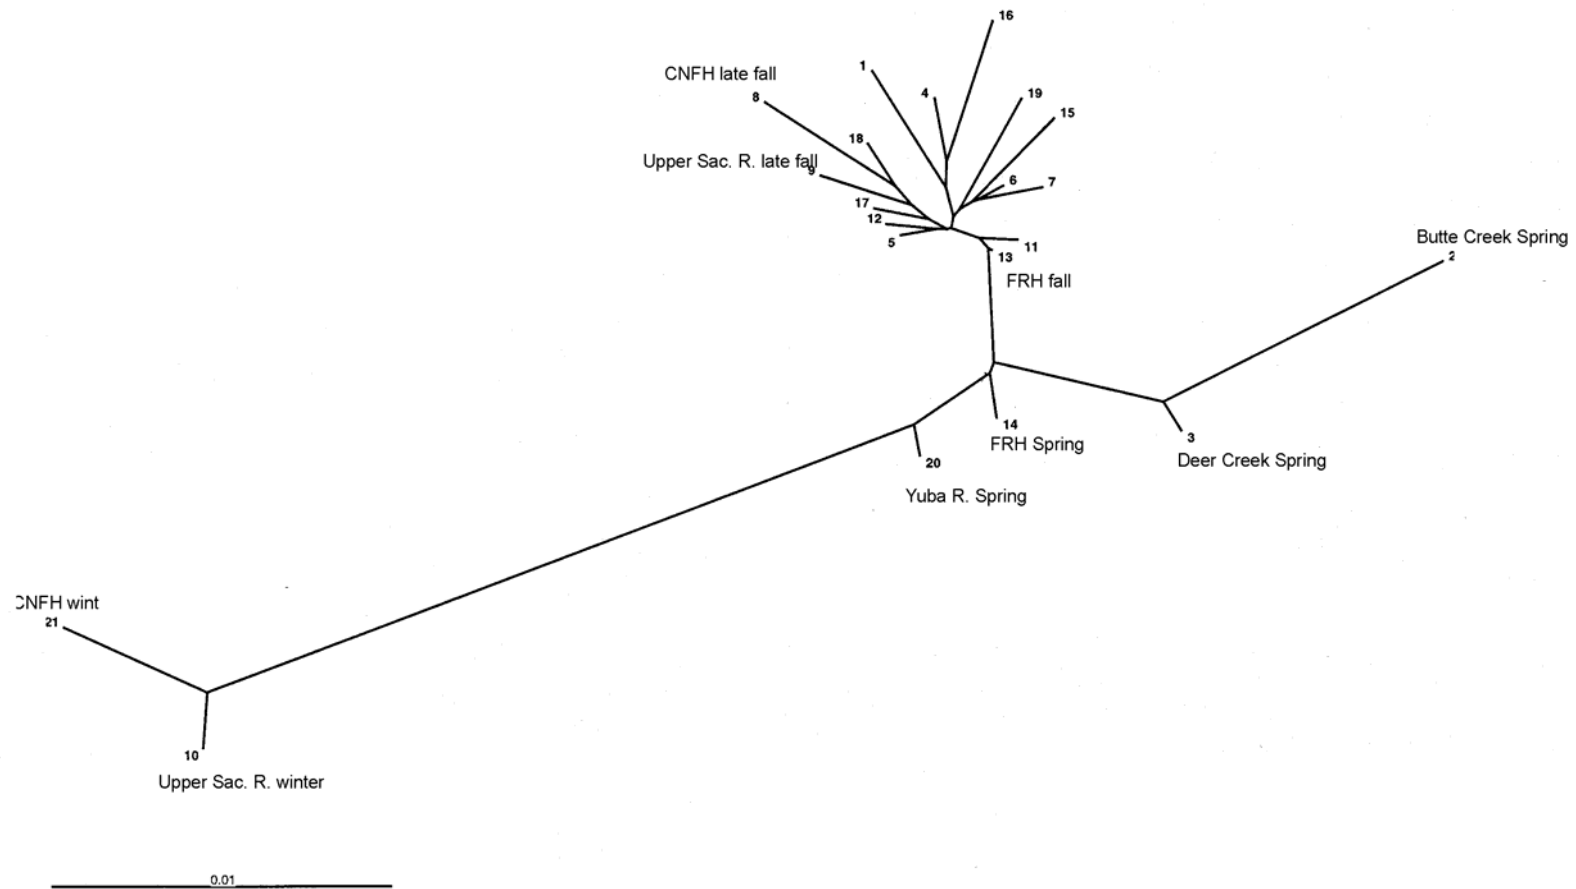 16
1
CNFH late fall
8
4
19
15
18
Upper Sac. R. late fall
9
6
7
17
12
5
11
13
FRH fall
Butte Creek Spring
2
14
FRH Spring
3
Deer Creek Spring
20
Yuba R. Spring
CNFH wint
21
10
Upper Sac. R. winter
0.01